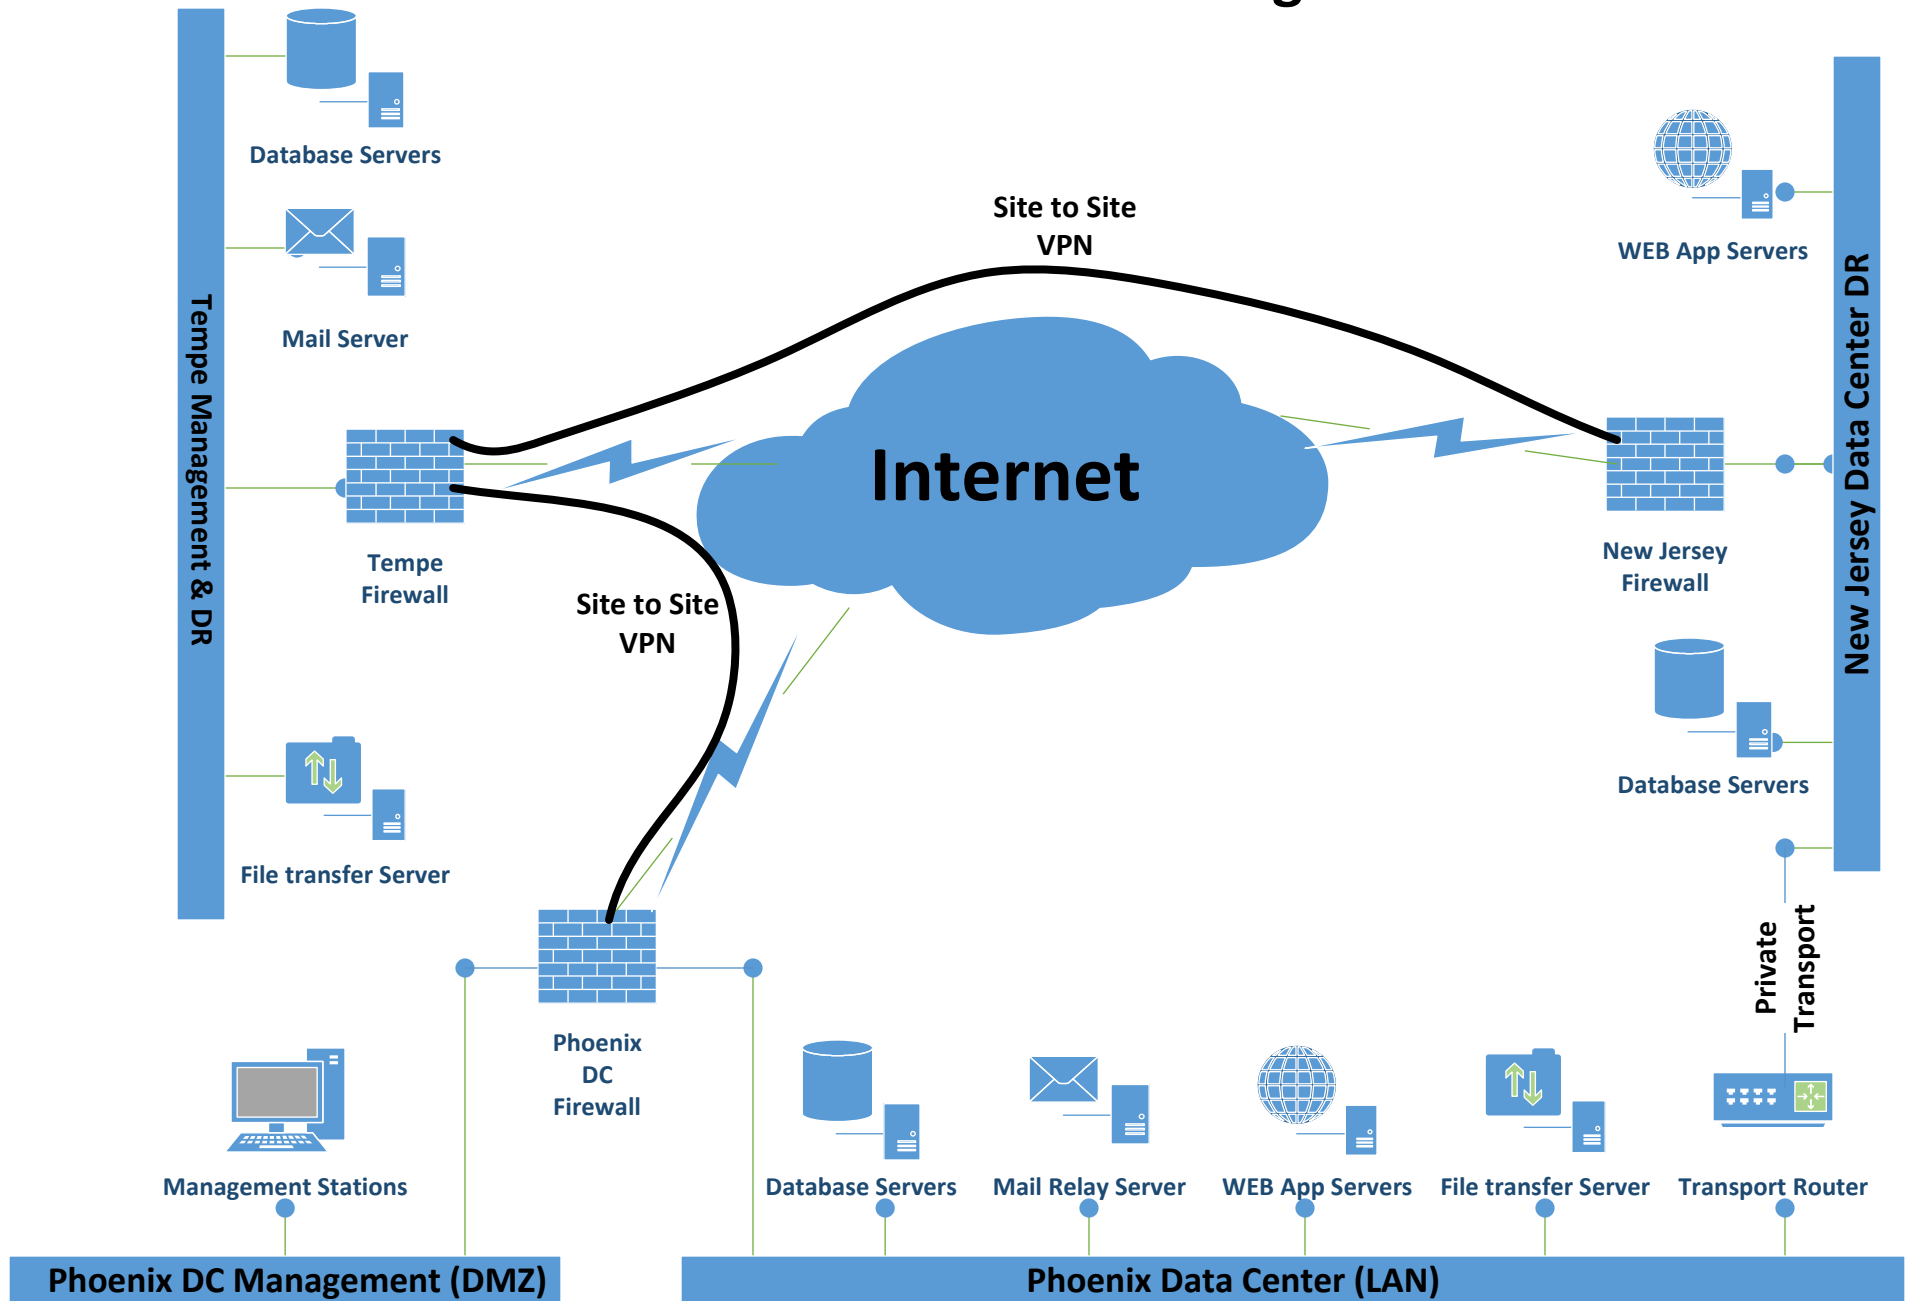 Database Servers
Mail Server
Tempe Management & DR
Tempe
Firewall
File transfer Server
Site to Site
VPN
Internet
Site to Site
VPN
WEB App Servers
New Jersey Data Center DR
New Jersey
Firewall
Database Servers
Private
Transport
Phoenix
DC
Firewall
Management Stations
Database Servers
Mail Relay Server
WEB App Servers
File transfer Server
Transport Router
Phoenix DC Management (DMZ)
Phoenix Data Center (LAN)